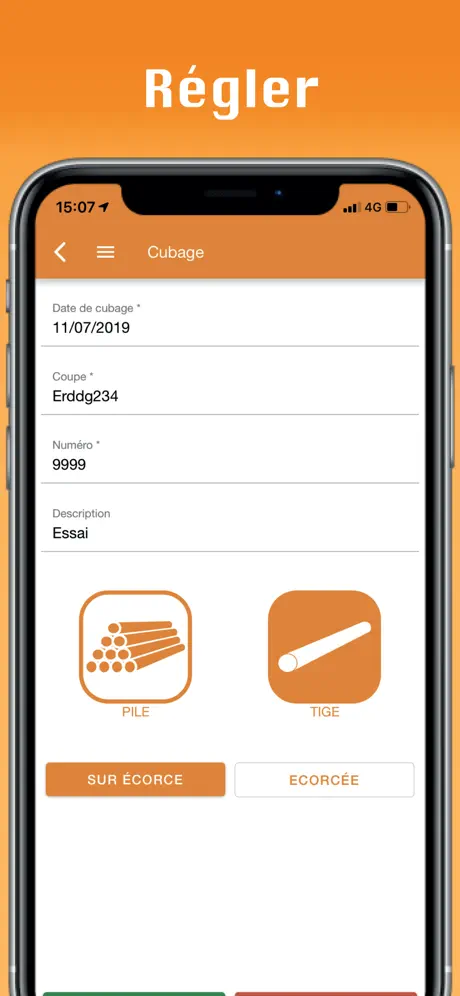 Régler
15:07 4G
Cubage
Date de cubage *
11/07/2019
Coupe *
Erddg234
Numéro *
9999
Description
Essai
PILE TIGE
SUR ÉCORCE ECORCÉE